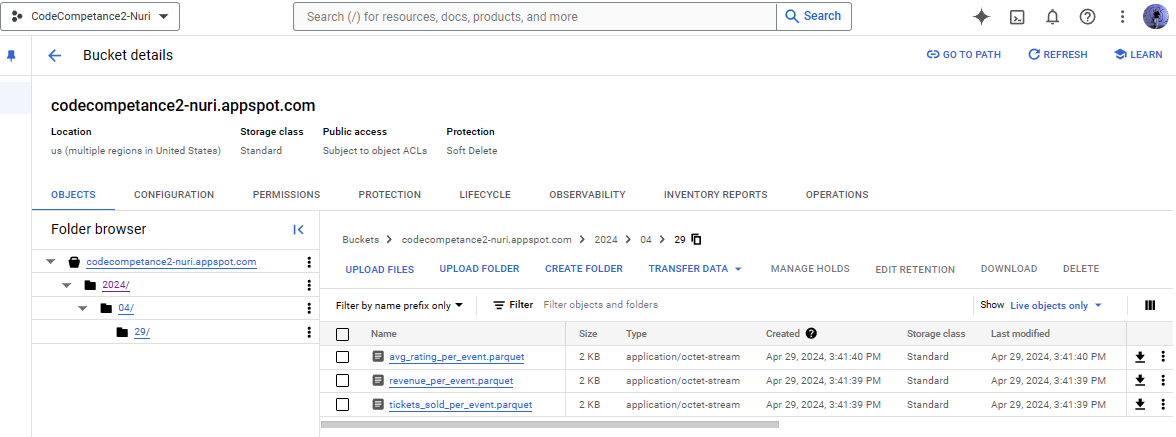 CodeCompetance2-Nuri
Search (/) for resources, docs, products, and more
Search
Bucket details
GO TO PATH
REFRESH
LEARN
codecompetance2-nuri.appspot.com
Location Storage class Public access Protection
us (multiple regions in United States) Standard Subject to object ACLs Soft Delete
OBJECTS CONFIGURATION PERMISSIONS PROTECTION LIFECYCLE OBSERVABILITY INVENTORY REPORTS OPERATIONS
Folder browser
codecompetance2-nuri.appspot.com
2024/
04/
29/
Buckets > codecompetance2-nuri.appspot.com > 2024 > 04 > 29
UPLOAD FILES UPLOAD FOLDER CREATE FOLDER TRANSFER DATA MANAGE HOLDS EDIT RETENTION DOWNLOAD DELETE
Filter by name prefix only Filter Filter objects and folders Show Live objects only
Name Size Type Created Storage class Last modified
avg_rating_per_event.parquet 2 KB application/octet-stream Apr 29, 2024, 3:41:40 PM Standard Apr 29, 2024, 3:41:40 PM
revenue_per_event.parquet 2 KB application/octet-stream Apr 29, 2024, 3:41:39 PM Standard Apr 29, 2024, 3:41:39 PM
tickets_sold_per_event.parquet 2 KB application/octet-stream Apr 29, 2024, 3:41:39 PM Standard Apr 29, 2024, 3:41:39 PM